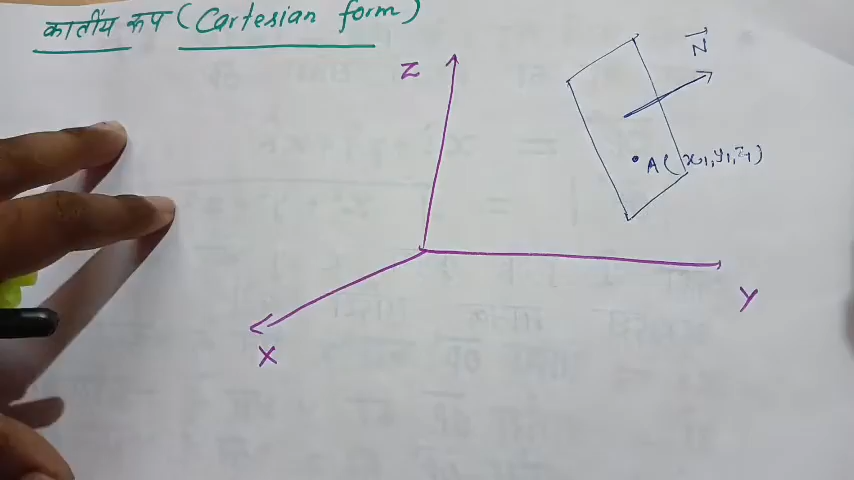 कार्तीय रूप (Cartesian form)
Z
N
A(x₁,y₁,z₁)
Y
X